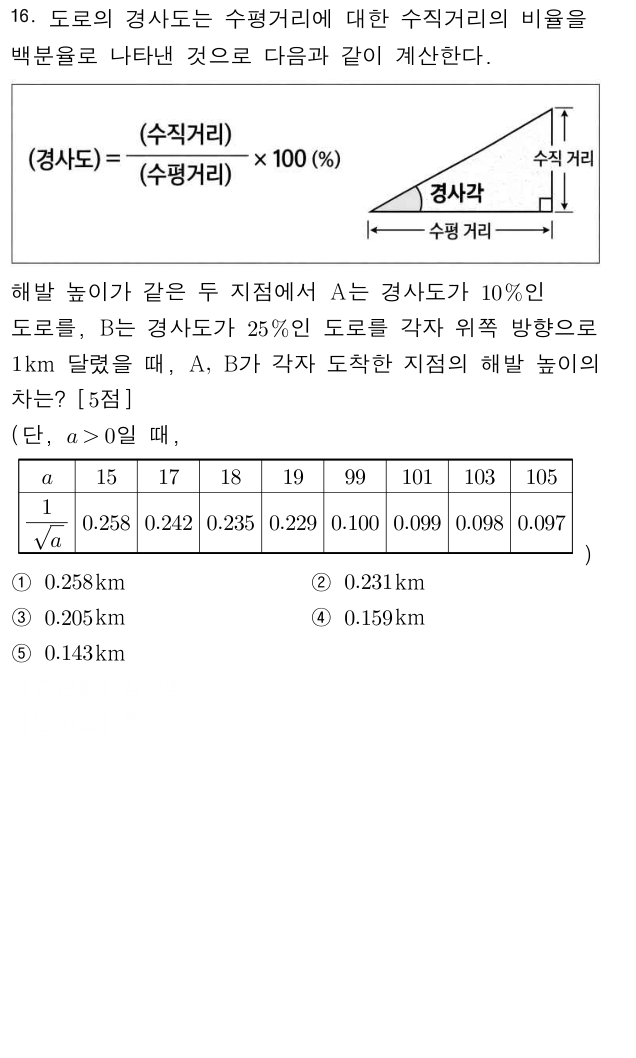 16. 도로의 경사도는 수평거리에 대한 수직거리의 비율을
백분율로 나타낸 것으로 다음과 같이 계산한다.
(경사도) = (수직거리) / (수평거리) × 100 (%)
수직 거리
경사각
수평 거리
해발 높이가 같은 두 지점에서 A는 경사도가 10%인
도로를, B는 경사도가 25%인 도로를 각자 위쪽 방향으로
1km 달렸을 때, A, B가 각자 도착한 지점의 해발 높이의
차는? [5점]
(단, a > 0일 때,
a 15 17 18 19 99 101 103 105
1/√a 0.258 0.242 0.235 0.229 0.100 0.099 0.098 0.097
)
① 0.258km ② 0.231km
③ 0.205km ④ 0.159km
⑤ 0.143km